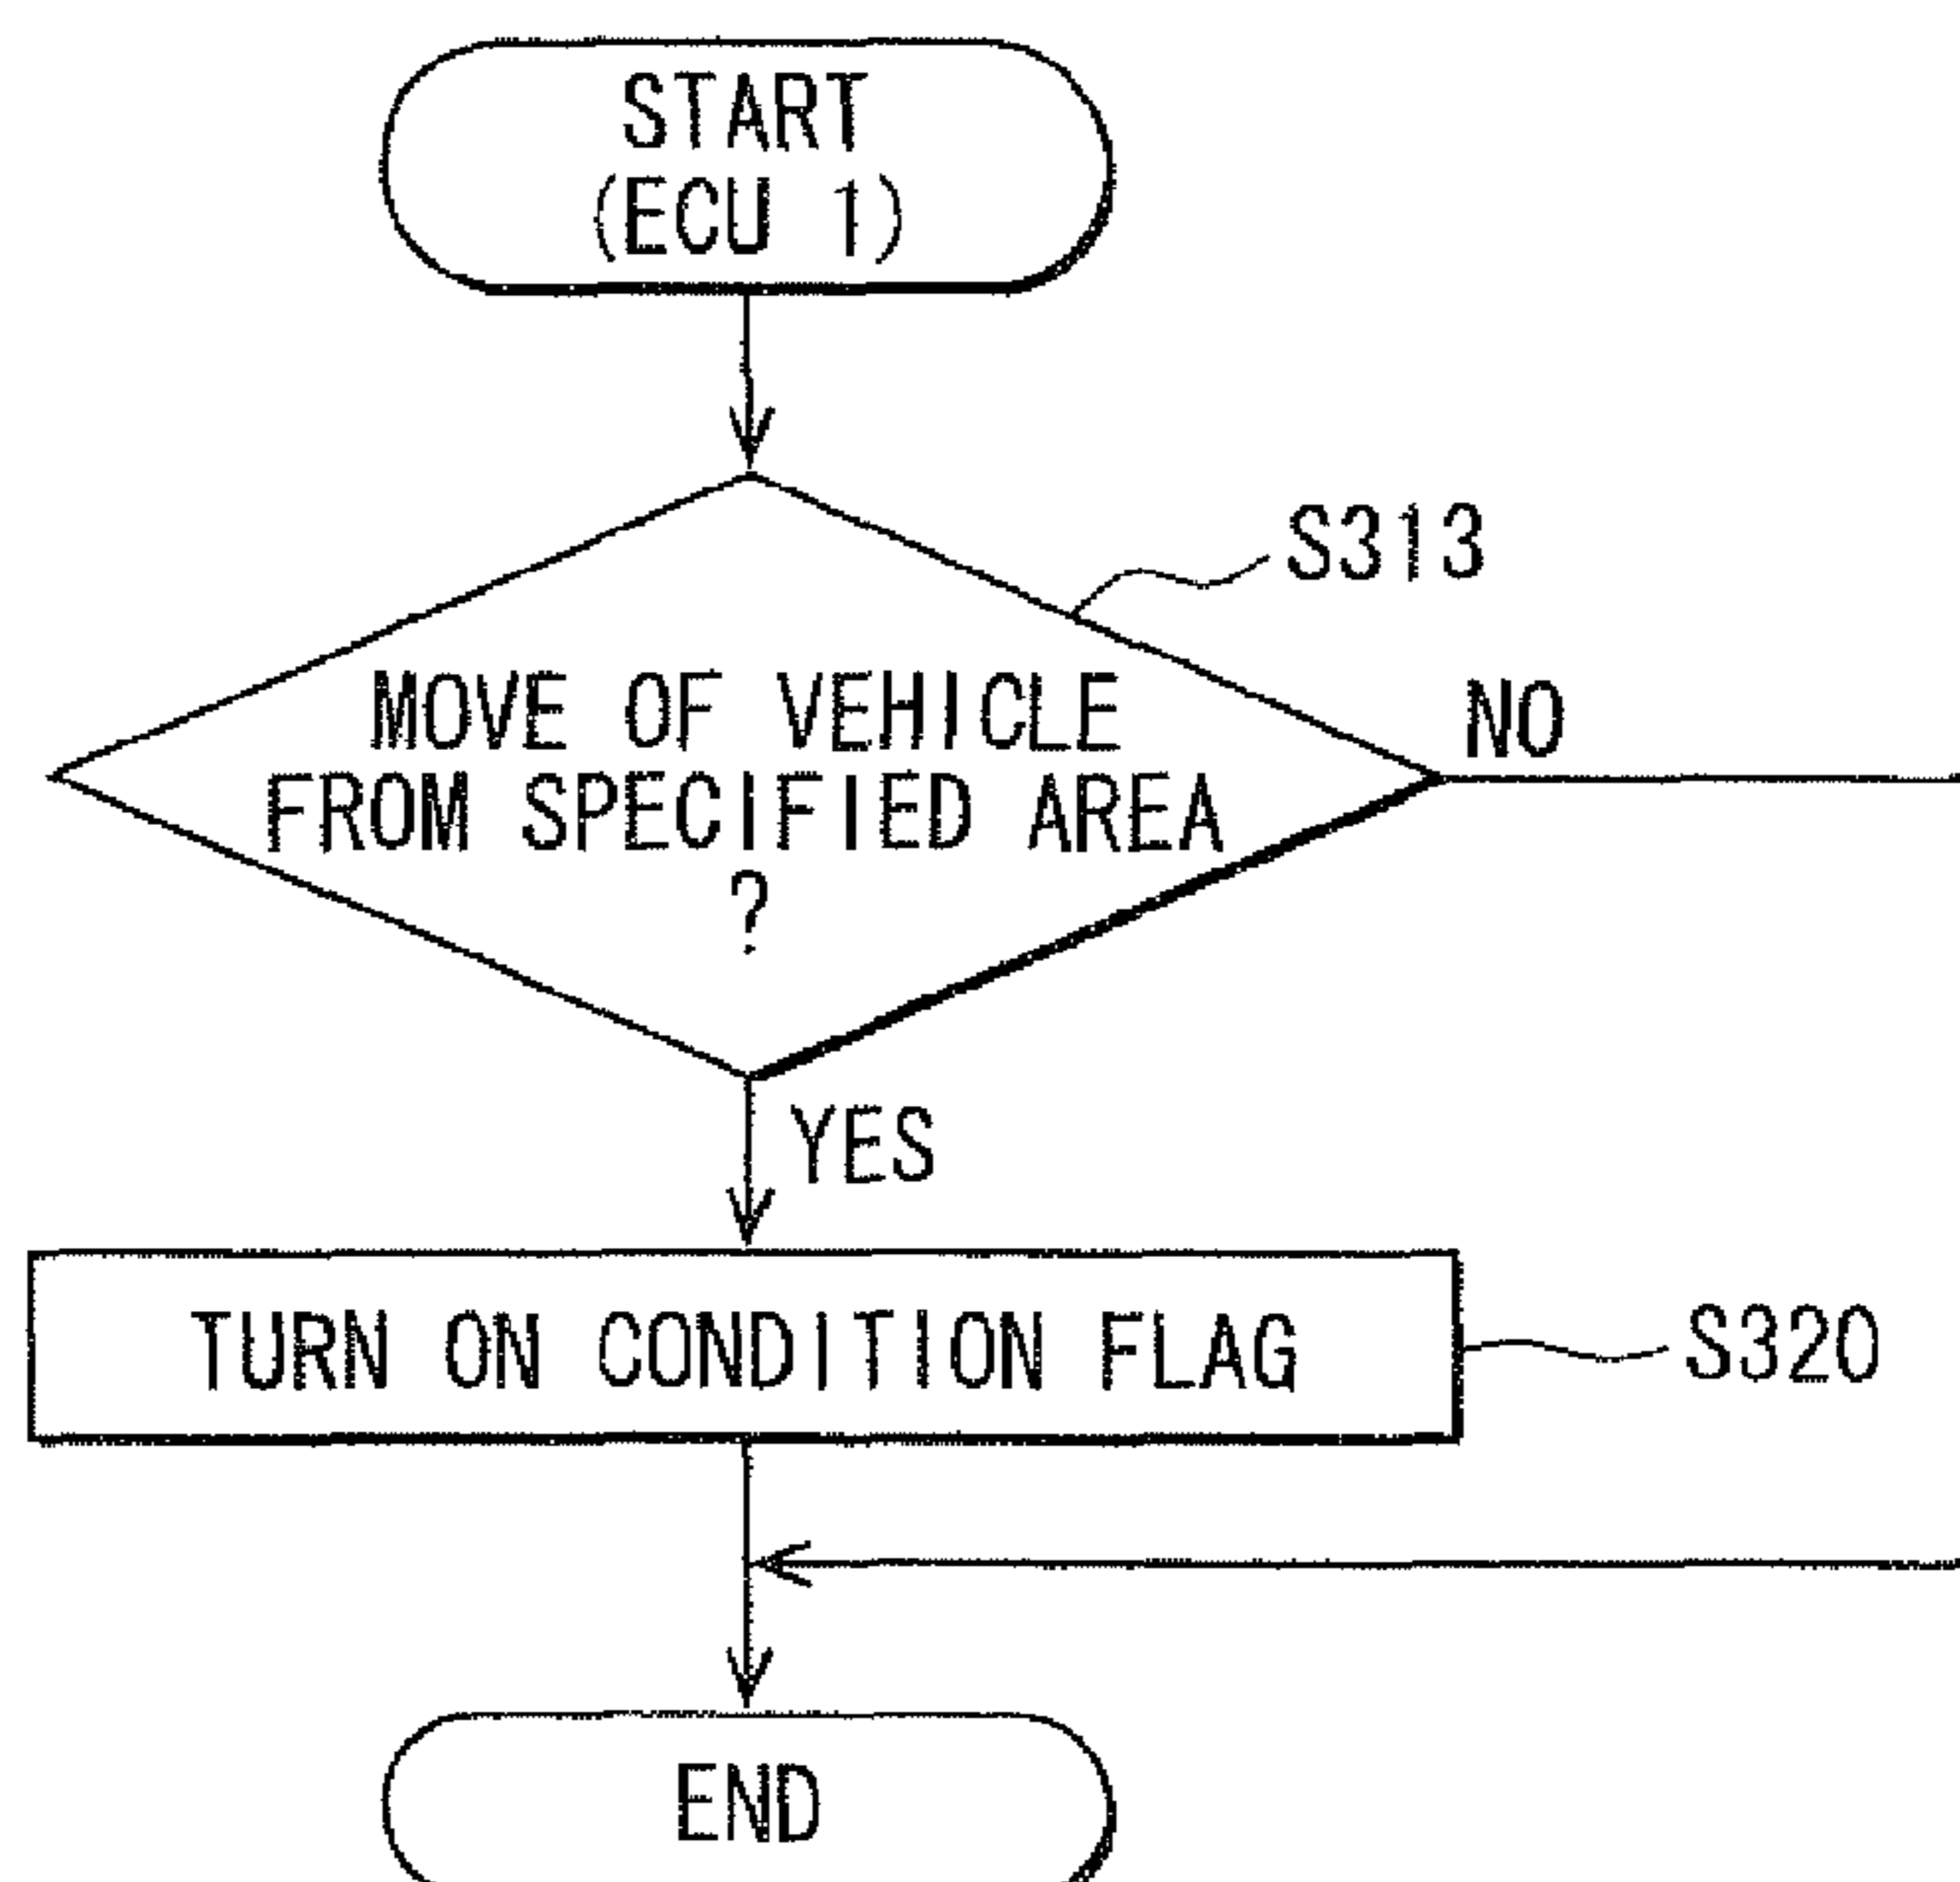 START
(ECU 1)
S313
MOVE OF VEHICLE
FROM SPECIFIED AREA
?
NO
YES
TURN ON CONDITION FLAG
S320
END